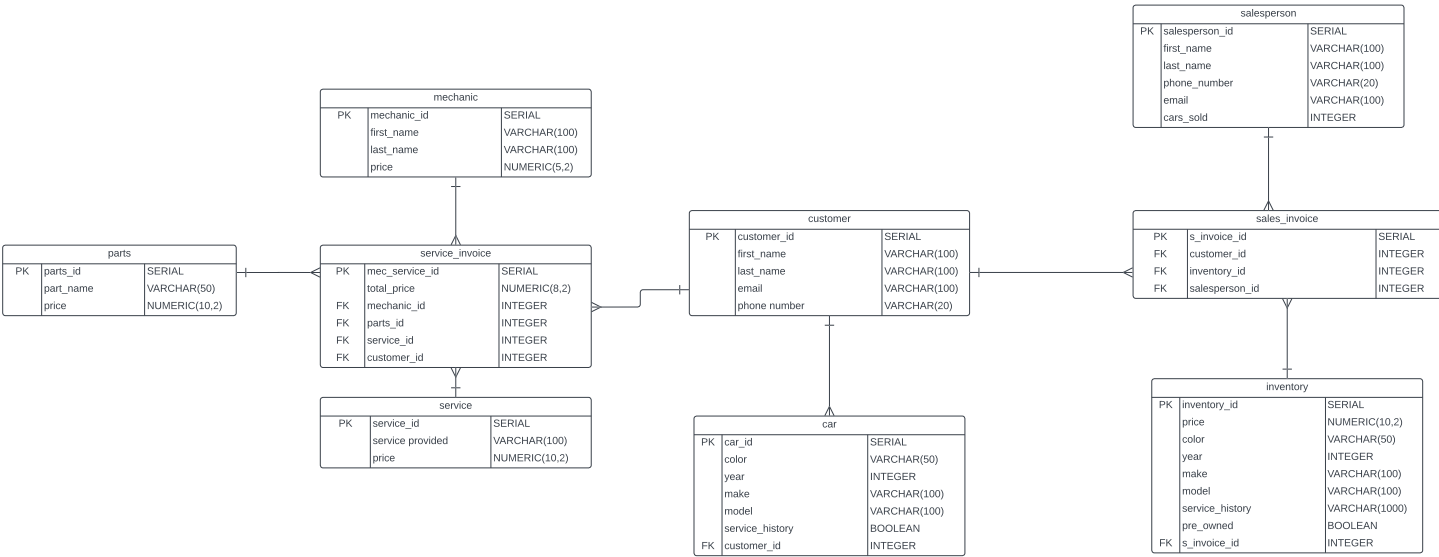 salesperson
PK salesperson_id SERIAL
first_name VARCHAR(100)
last_name VARCHAR(100)
phone_number VARCHAR(20)
email VARCHAR(100)
cars_sold INTEGER
mechanic
PK mechanic_id SERIAL
first_name VARCHAR(100)
last_name VARCHAR(100)
price NUMERIC(5,2)
parts
PK parts_id SERIAL
part_name VARCHAR(50)
price NUMERIC(10,2)
service_invoice
PK mec_service_id SERIAL
total_price NUMERIC(8,2)
FK mechanic_id INTEGER
FK parts_id INTEGER
FK service_id INTEGER
FK customer_id INTEGER
customer
PK customer_id SERIAL
first_name VARCHAR(100)
last_name VARCHAR(100)
email VARCHAR(100)
phone number VARCHAR(20)
sales_invoice
PK s_invoice_id SERIAL
FK customer_id INTEGER
FK inventory_id INTEGER
FK salesperson_id INTEGER
service
PK service_id SERIAL
service provided VARCHAR(100)
price NUMERIC(10,2)
car
PK car_id SERIAL
color VARCHAR(50)
year INTEGER
make VARCHAR(100)
model VARCHAR(100)
service_history BOOLEAN
FK customer_id INTEGER
inventory
PK inventory_id SERIAL
price NUMERIC(10,2)
color VARCHAR(50)
year INTEGER
make VARCHAR(100)
model VARCHAR(100)
service_history VARCHAR(1000)
pre_owned BOOLEAN
FK s_invoice_id INTEGER